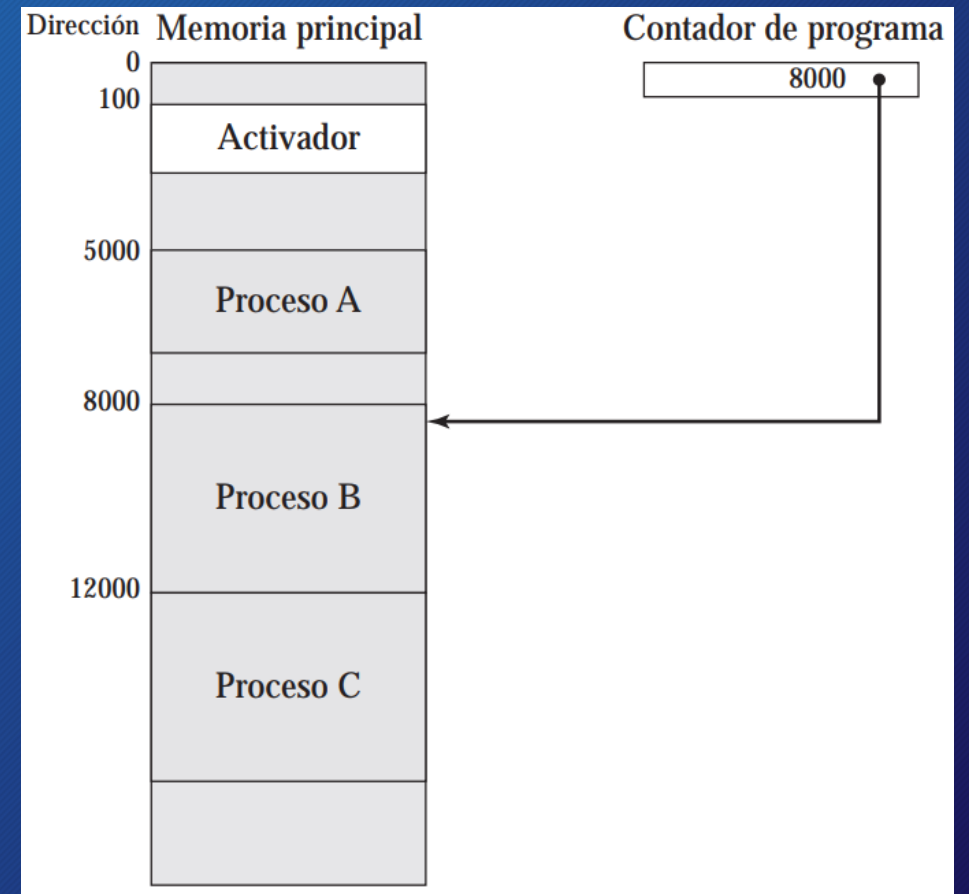 Dirección Memoria principal Contador de programa
0
8000
100
Activador
5000
Proceso A
8000
Proceso B
12000
Proceso C